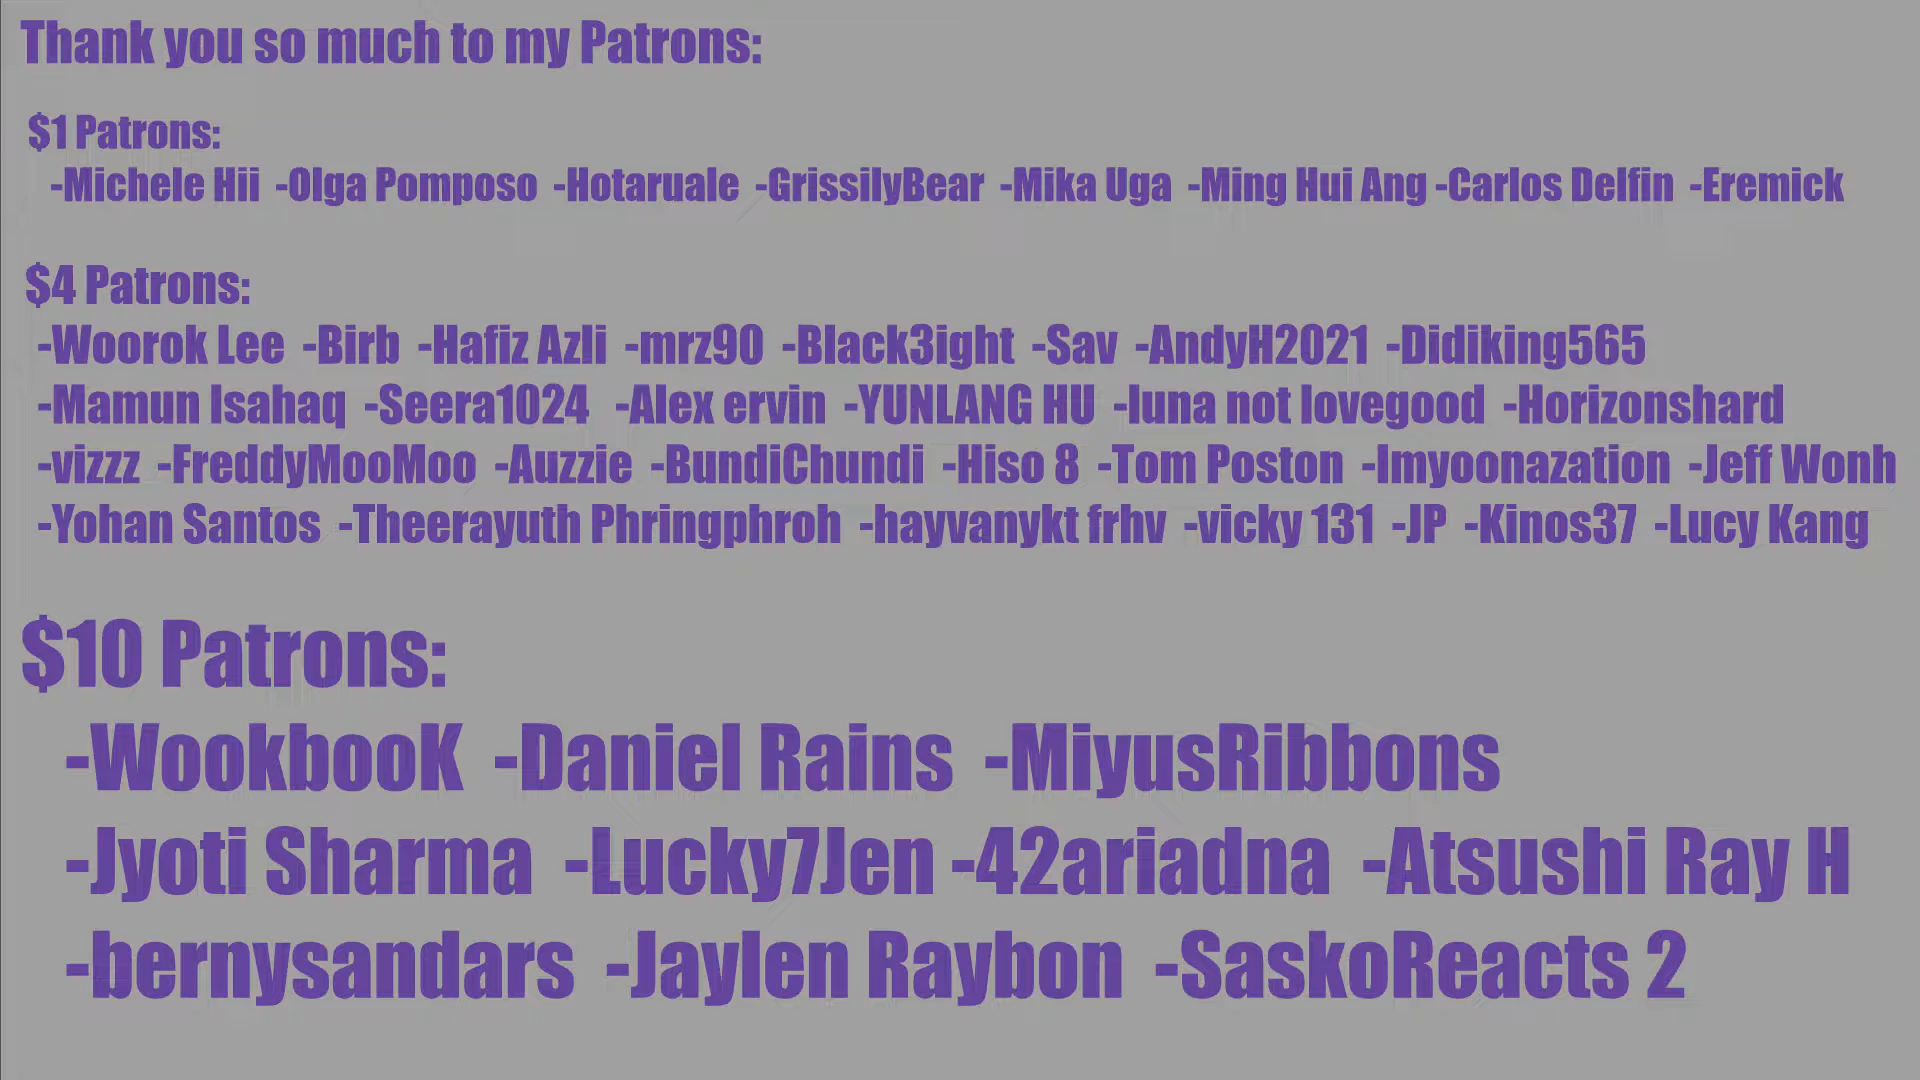 Thank you so much to my Patrons:
$1 Patrons:
-Michele Hii -Olga Pomposo -Hotaruale -GrissilyBear -Mika Uga -Ming Hui Ang -Carlos Delfin -Eremick
$4 Patrons:
-Woorok Lee -Birb -Hafiz Azli -mrz90 -Black3ight -Sav -AndyH2021 -Didiking565
-Mamun Isahaq -Seera1024 -Alex ervin -YUNLANG HU -luna not lovegood -Horizonshard
-vizzz -FreddyMooMoo -Auzzie -BundiChundi -Hiso 8 -Tom Poston -Imyoonazation -Jeff Wonh
-Yohan Santos -Theerayuth Phringphroh -hayvanykt frhv -vicky 131 -JP -Kinos37 -Lucy Kang
$10 Patrons:
-WookbooK -Daniel Rains -MiyusRibbons
-Jyoti Sharma -Lucky7Jen -42ariadna -Atsushi Ray H
-bernysandars -Jaylen Raybon -SaskoReacts 2